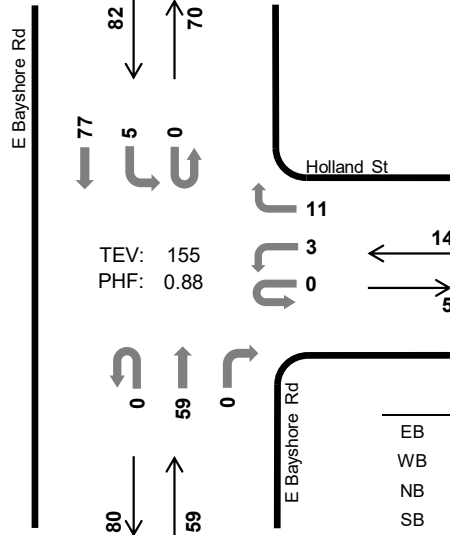 82
70
E Bayshore Rd
77
5
0
Holland St
11
3
0
14
5
TEV: 155
PHF: 0.88
0
59
0
E Bayshore Rd
80
59
EB
WB
NB
SB